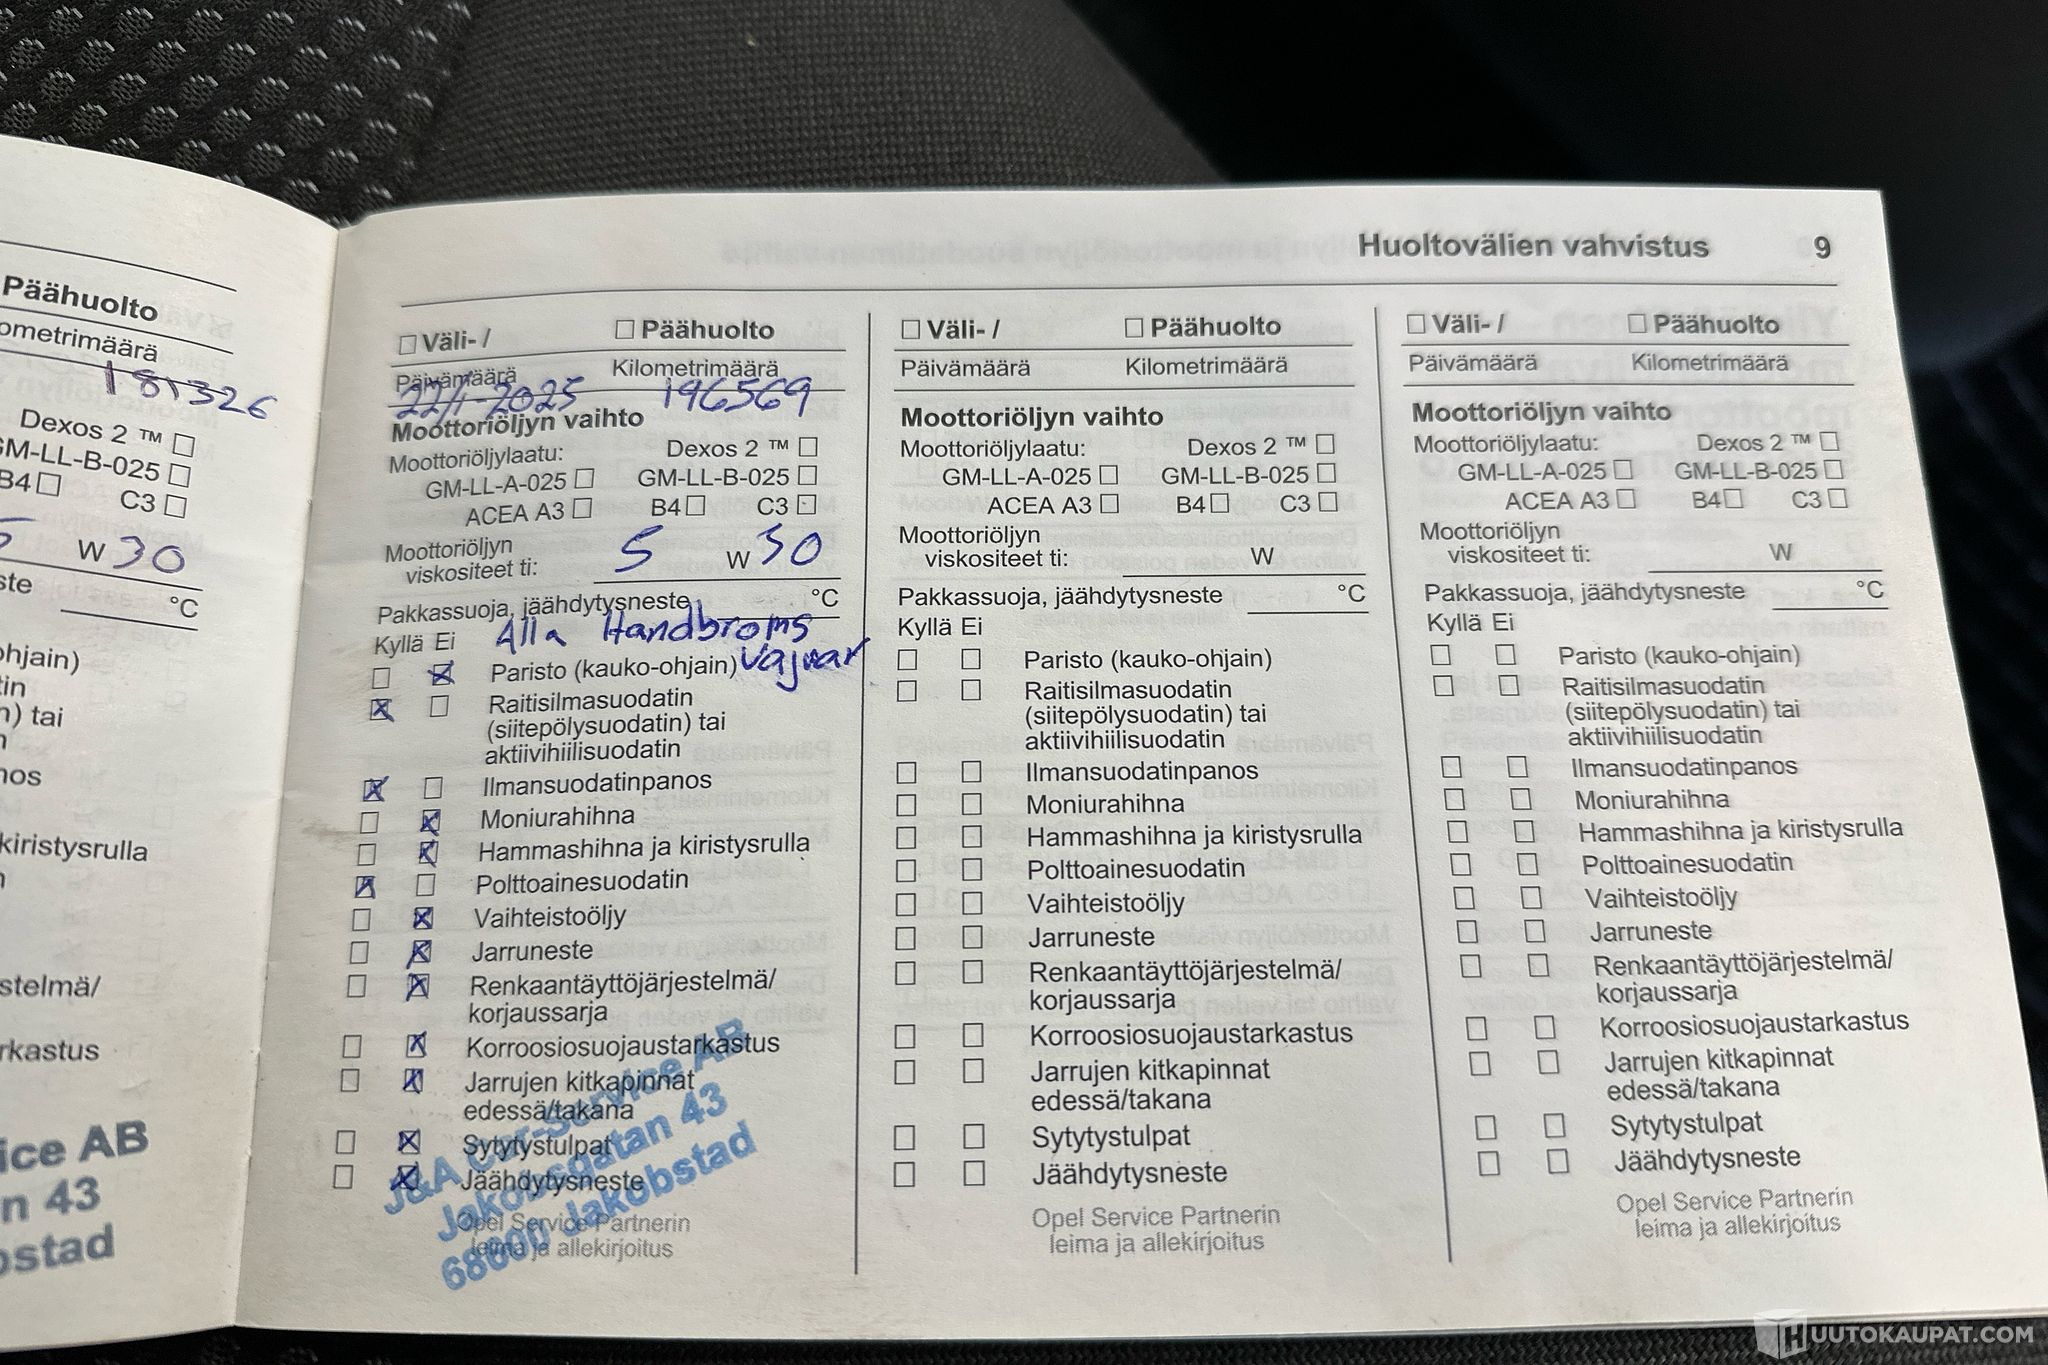 Päähuolto
ometrimäärä
181326
Dexos 2 ™
GM-LL-B-025
B4 C3
5 W 30
ste °C
ohjain)
tin
n) tai
nos
kiristysrulla
stelmä/
rkastus
ice AB
n 43
bstad
Huoltovälien vahvistus 9
Väli- / Päähuolto
Päivämäärä Kilometrimäärä
22/1-2025 196569
Moottoriöljyn vaihto
Moottoriöljylaatu: Dexos 2 ™
GM-LL-A-025 GM-LL-B-025
ACEA A3 B4 C3
Moottoriöljyn
viskositeet ti: 5 W 30
Pakkassuoja, jäähdytysneste °C
Kyllä Ei Alla Handbroms
vajrar
Paristo (kauko-ohjain)
Raitisilmasuodatin
(siitepölysuodatin) tai
aktiivihiilisuodatin
Ilmansuodatinpanos
Moniurahihna
Hammashihna ja kiristysrulla
Polttoainesuodatin
Vaihteistoöljy
Jarruneste
Renkaantäyttöjärjestelmä/
korjaussarja
Korroosiosuojaustarkastus
Jarrujen kitkapinnat
edessä/takana
Sytytystulpat
Jäähdytysneste
Opel Service Partnerin
leima ja allekirjoitus
J&A Car-Service AB
Jakobsgatan 43
68600 Jakobstad
Väli- / Päähuolto
Päivämäärä Kilometrimäärä
Moottoriöljyn vaihto
Moottoriöljylaatu: Dexos 2 ™
GM-LL-A-025 GM-LL-B-025
ACEA A3 B4 C3
Moottoriöljyn
viskositeet ti: W
Pakkassuoja, jäähdytysneste °C
Kyllä Ei
Paristo (kauko-ohjain)
Raitisilmasuodatin
(siitepölysuodatin) tai
aktiivihiilisuodatin
Ilmansuodatinpanos
Moniurahihna
Hammashihna ja kiristysrulla
Polttoainesuodatin
Vaihteistoöljy
Jarruneste
Renkaantäyttöjärjestelmä/
korjaussarja
Korroosiosuojaustarkastus
Jarrujen kitkapinnat
edessä/takana
Sytytystulpat
Jäähdytysneste
Opel Service Partnerin
leima ja allekirjoitus
Väli- / Päähuolto
Päivämäärä Kilometrimäärä
Moottoriöljyn vaihto
Moottoriöljylaatu: Dexos 2 ™
GM-LL-A-025 GM-LL-B-025
ACEA A3 B4 C3
Moottoriöljyn
viskositeet ti: W
Pakkassuoja, jäähdytysneste °C
Kyllä Ei
Paristo (kauko-ohjain)
Raitisilmasuodatin
(siitepölysuodatin) tai
aktiivihiilisuodatin
Ilmansuodatinpanos
Moniurahihna
Hammashihna ja kiristysrulla
Polttoainesuodatin
Vaihteistoöljy
Jarruneste
Renkaantäyttöjärjestelmä/
korjaussarja
Korroosiosuojaustarkastus
Jarrujen kitkapinnat
edessä/takana
Sytytystulpat
Jäähdytysneste
Opel Service Partnerin
leima ja allekirjoitus
HUUTOKAUPAT.COM